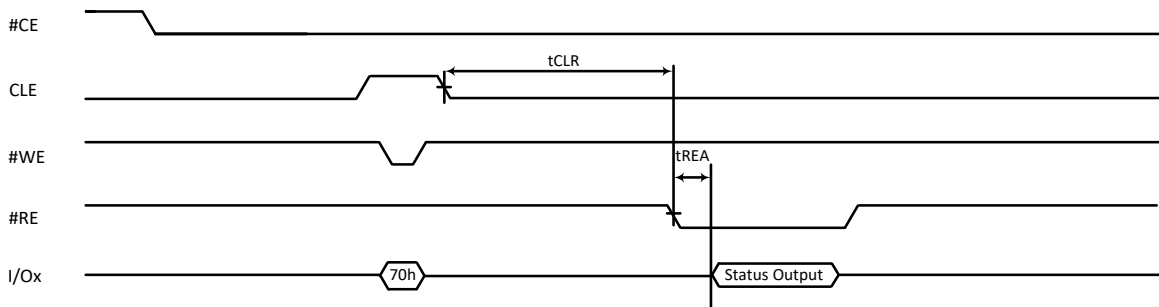 #CE
tCLR
CLE
#WE
tREA
#RE
I/Ox
70h
Status Output